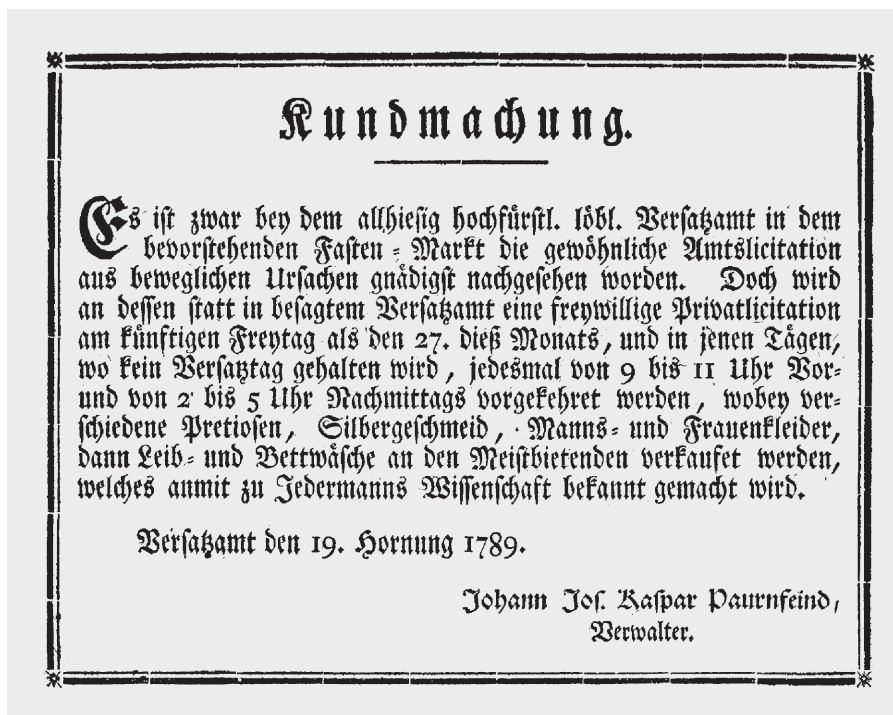 Kundmachung.
Es ist zwar bey dem allhiesig hochfürstl. löbl. Versatzamt in dem
bevorstehenden Fasten-Markt die gewöhnliche Amtslicitation
aus beweglichen Ursachen gnädigst nachgesehen worden. Doch wird
an dessen statt in besagtem Versatzamt eine freywillige Privatlicitation
am künftigen Freytag als den 27. dieß Monats, und in jenen Tägen,
wo kein Versatztag gehalten wird, jedesmal von 9 bis 11 Uhr Vor-
und von 2 bis 5 Uhr Nachmittags vorgekehret werden, wobey ver-
schiedene Pretiosen, Silbergeschmeid, Manns- und Frauenkleider,
dann Leib- und Bettwäsche an den Meistbietenden verkaufet werden,
welches anmit zu Jedermanns Wissenschaft bekannt gemacht wird.
Versatzamt den 19. Hornung 1789.
Johann Jos. Kaspar Paurnfeind,
Verwalter.